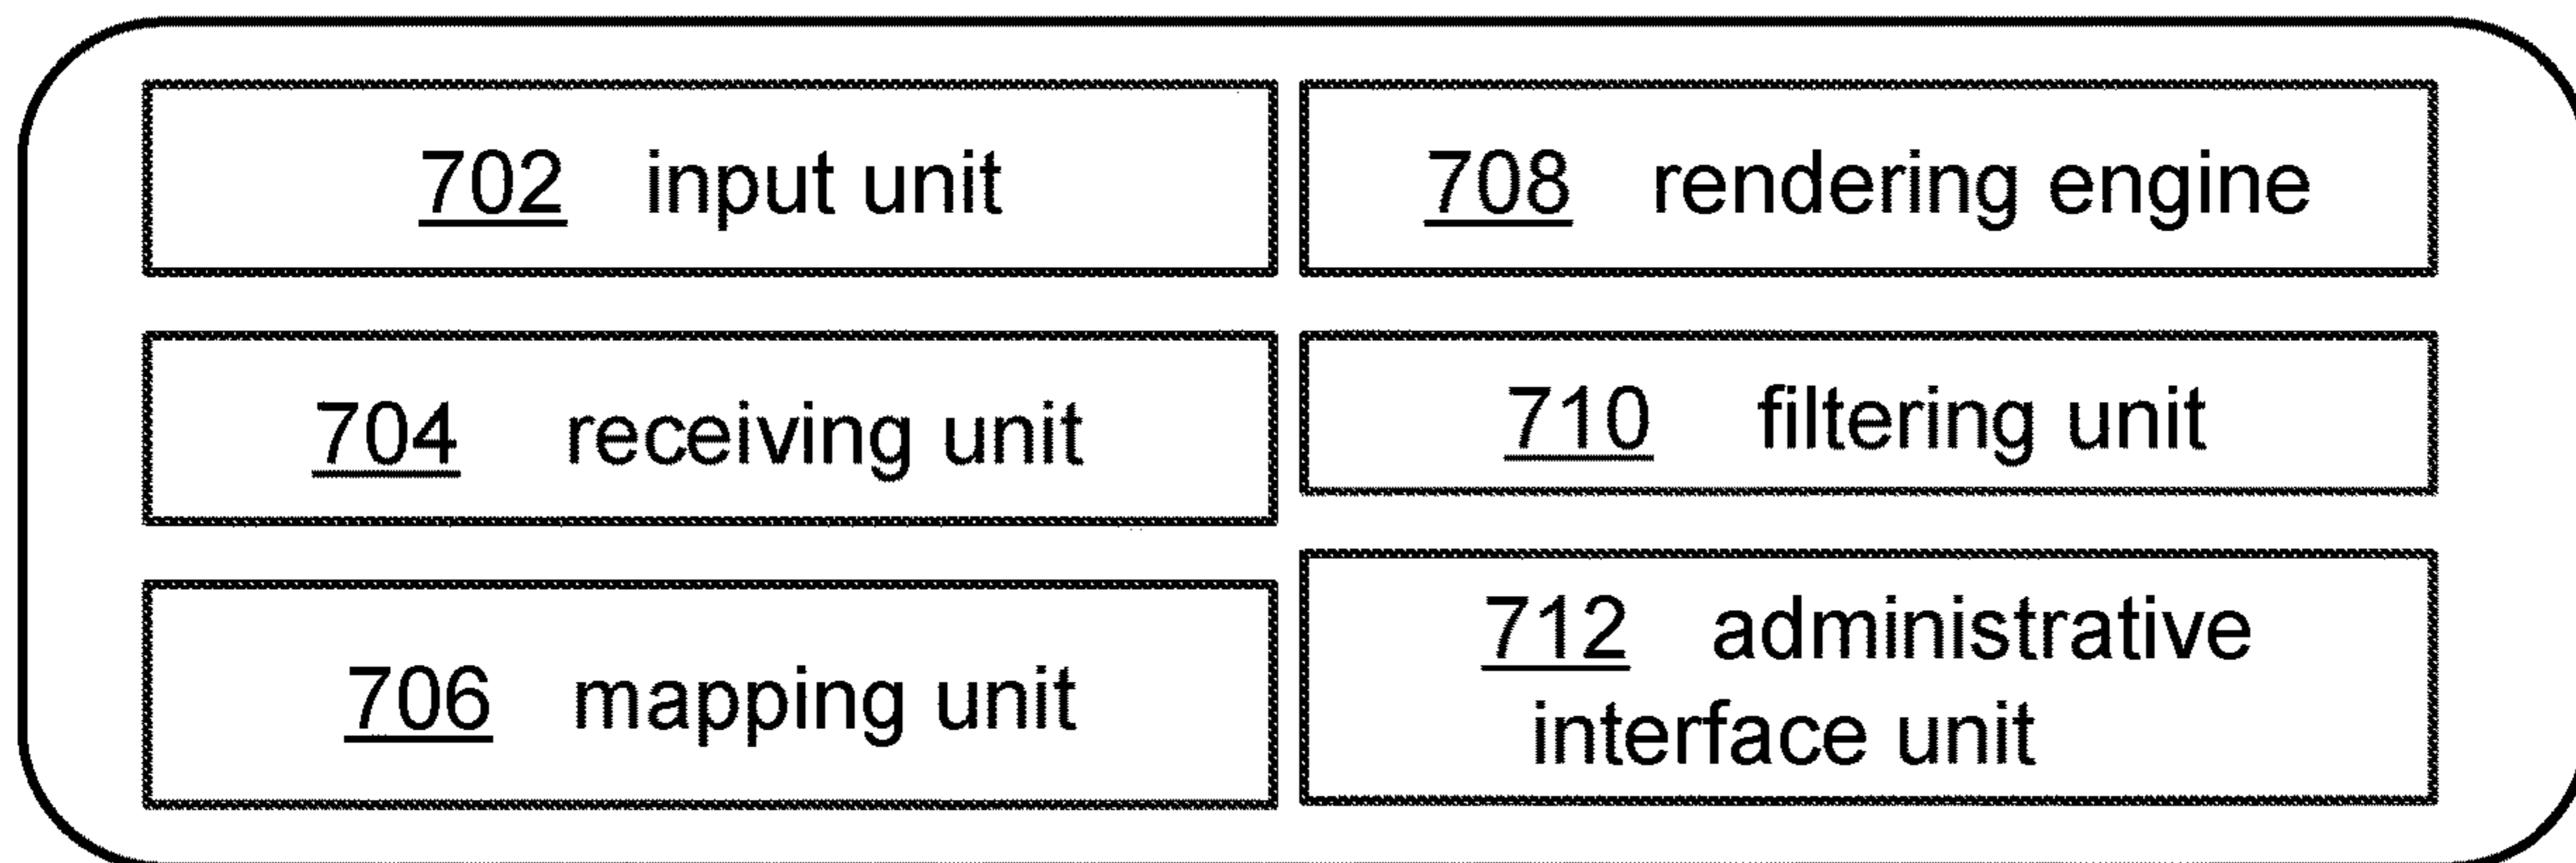 702 input unit
704 receiving unit
706 mapping unit
708 rendering engine
710 filtering unit
712 administrative
interface unit